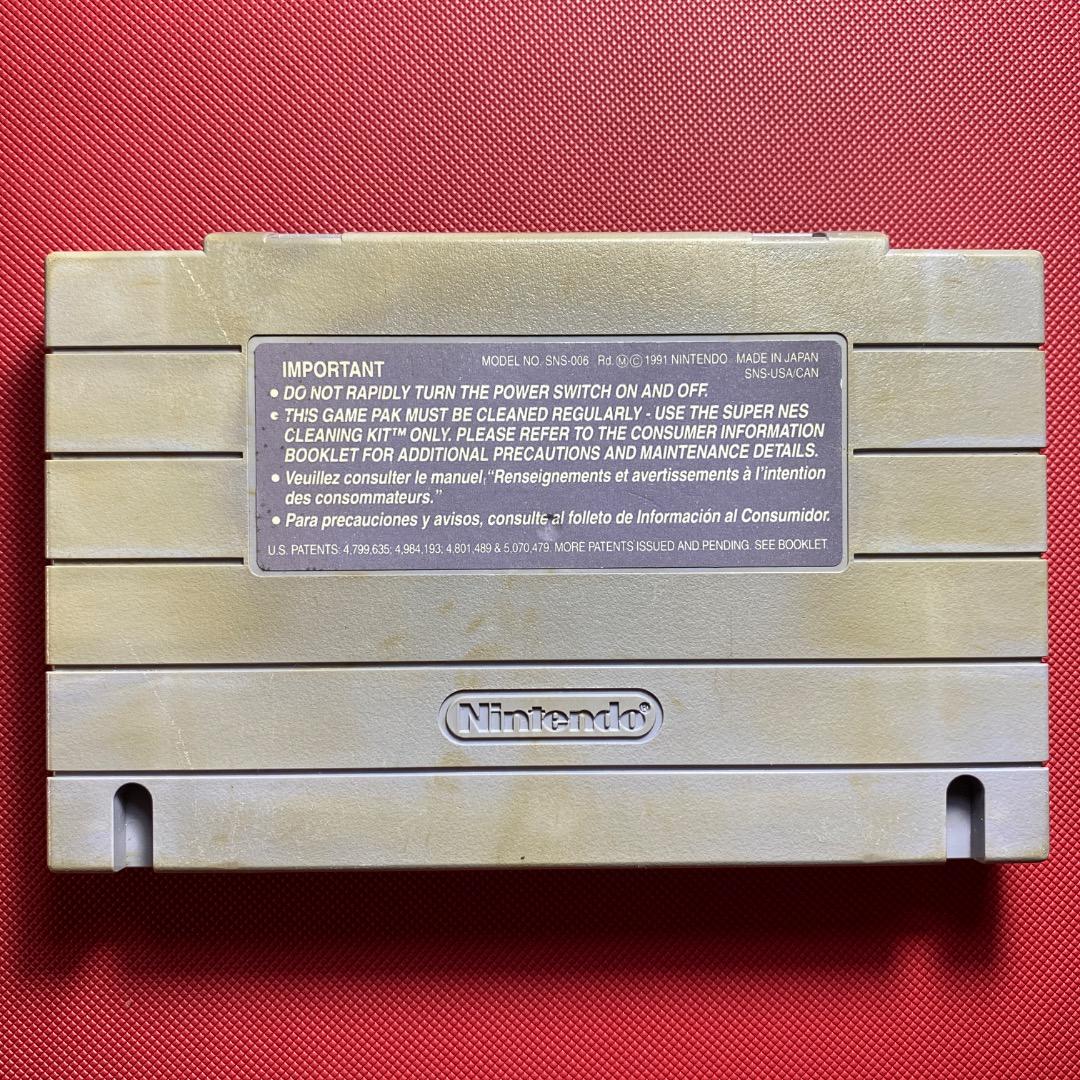 IMPORTANT
MODEL NO. SNS-006 Rd.ⓂⒸ1991 NINTENDO MADE IN JAPAN
SNS-USA/CAN
• DO NOT RAPIDLY TURN THE POWER SWITCH ON AND OFF.
• THIS GAME PAK MUST BE CLEANED REGULARLY - USE THE SUPER NES
CLEANING KIT™ ONLY. PLEASE REFER TO THE CONSUMER INFORMATION
BOOKLET FOR ADDITIONAL PRECAUTIONS AND MAINTENANCE DETAILS.
• Veuillez consulter le manuel "Renseignements et avertissements à l'intention
des consommateurs."
• Para precauciones y avisos, consulte al folleto de Información al Consumidor.
U.S. PATENTS: 4,799,635; 4,984,193; 4,801,489 & 5,070,479. MORE PATENTS ISSUED AND PENDING. SEE BOOKLET.
Nintendo®